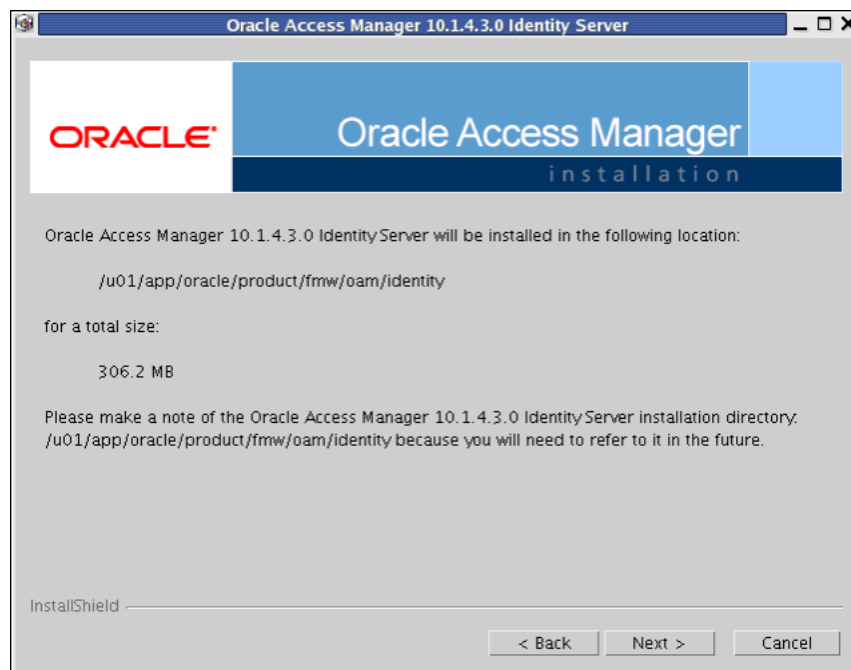 Oracle Access Manager 10.1.4.3.0 Identity Server
ORACLE®
Oracle Access Manager
installation
Oracle Access Manager 10.1.4.3.0 Identity Server will be installed in the following location:
/u01/app/oracle/product/fmw/oam/identity
for a total size:
306.2 MB
Please make a note of the Oracle Access Manager 10.1.4.3.0 Identity Server installation directory:
/u01/app/oracle/product/fmw/oam/identity because you will need to refer to it in the future.
InstallShield
< Back Next > Cancel